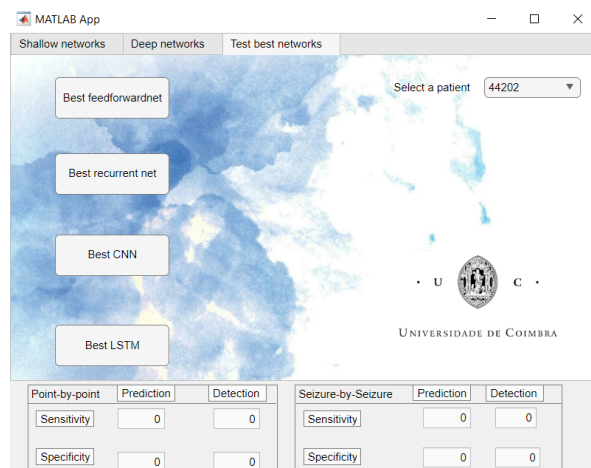 MATLAB App
Shallow networks Deep networks Test best networks
Best feedforwardnet
Select a patient 44202
Best recurrent net
Best CNN
· U C ·
UNIVERSIDADE DE COIMBRA
Best LSTM
Point-by-point Prediction Detection
Sensitivity 0 0
Specificity 0 0
Seizure-by-Seizure Prediction Detection
Sensitivity 0 0
Specificity 0 0